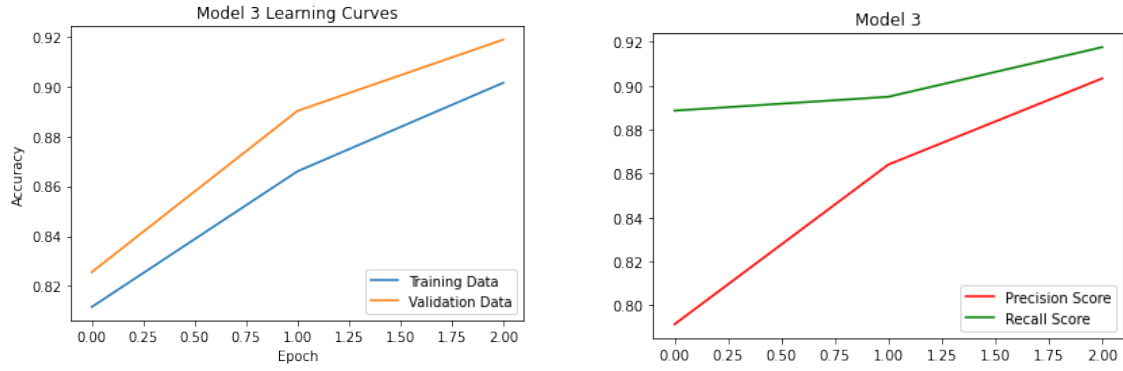 Model 3 Learning Curves
0.92
0.90
0.88
0.86
0.84
0.82
Accuracy
0.00 0.25 0.50 0.75 1.00 1.25 1.50 1.75 2.00
Epoch
Training Data
Validation Data
Model 3
0.92
0.90
0.88
0.86
0.84
0.82
0.80
0.00 0.25 0.50 0.75 1.00 1.25 1.50 1.75 2.00
Precision Score
Recall Score